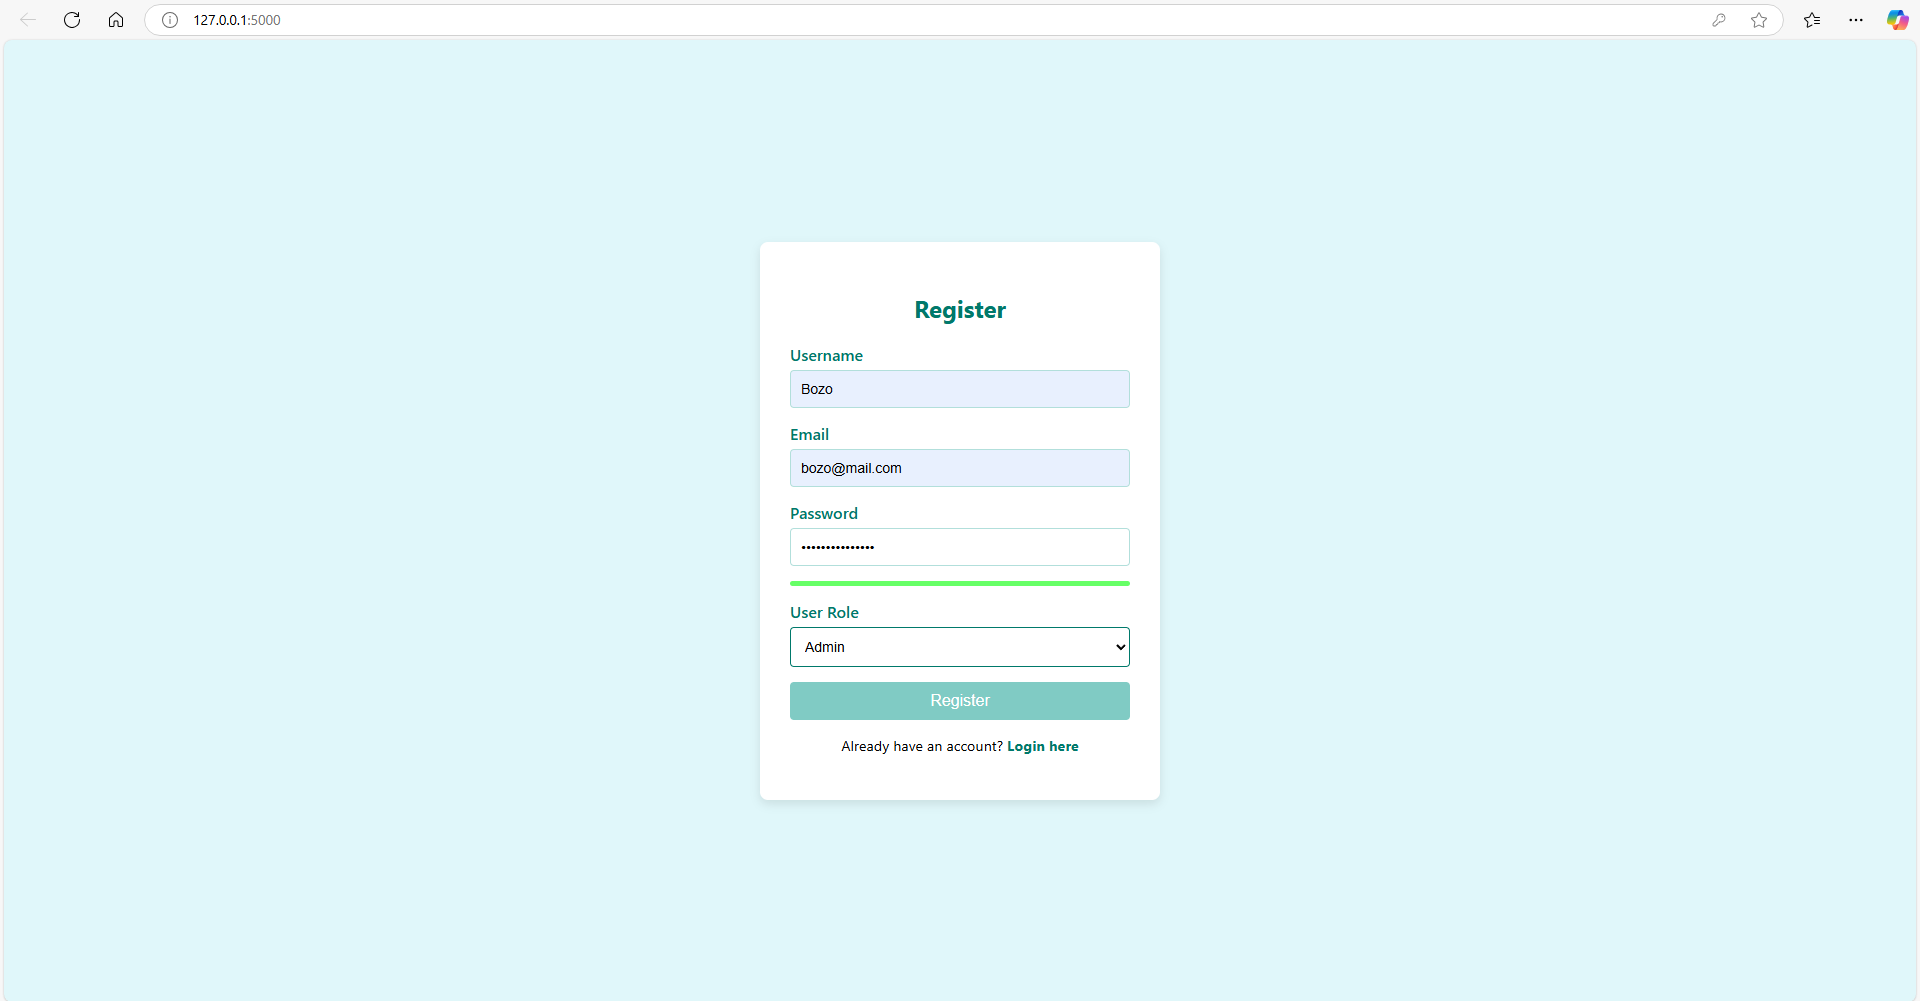 127.0.0.1:5000
Register
Username
Bozo
Email
bozo@mail.com
Password
•••••••••••••••
User Role
Admin
Register
Already have an account? Login here